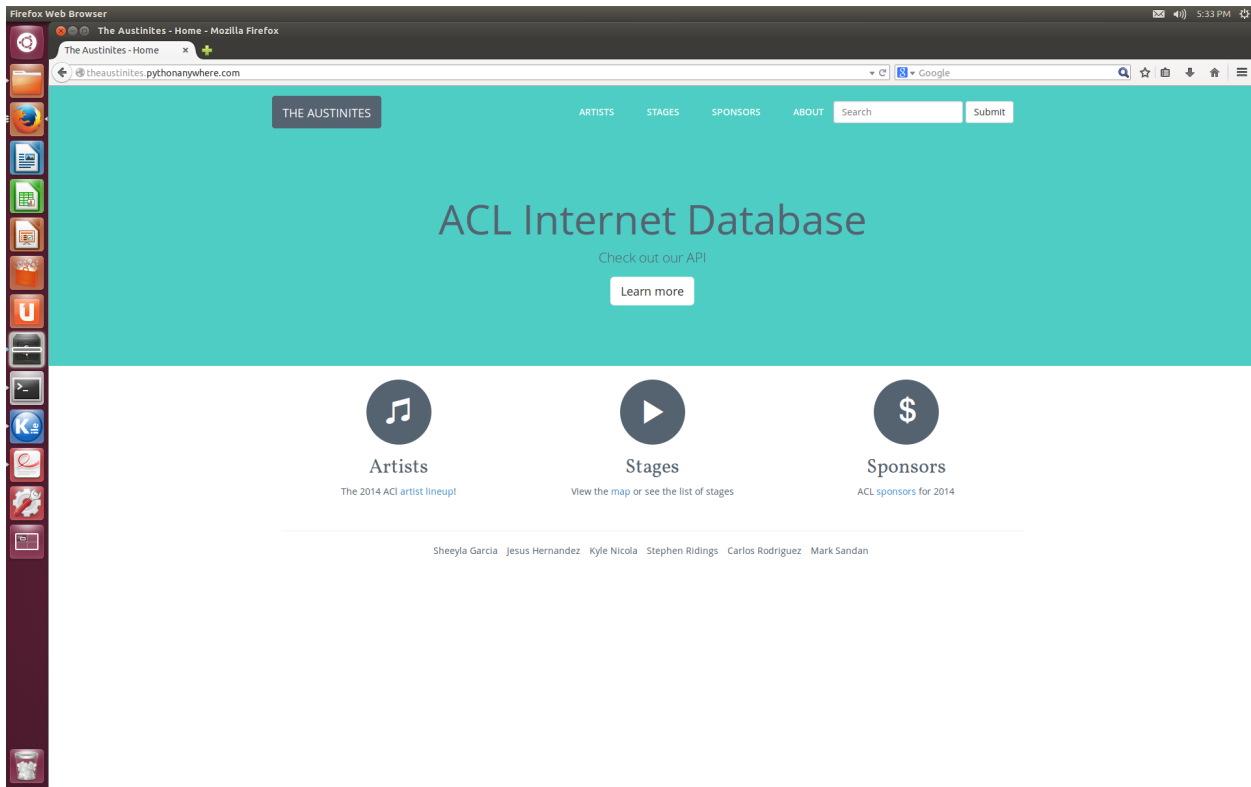 Firefox Web Browser
5:33 PM
The Austinites - Home - Mozilla Firefox
The Austinites - Home
theaustinites.pythonanywhere.com
Google
THE AUSTINITES
ARTISTS STAGES SPONSORS ABOUT Search Submit
ACL Internet Database
Check out our API
Learn more
$
Artists Stages Sponsors
The 2014 ACl artist lineup! View the map or see the list of stages ACL sponsors for 2014
Sheeyla Garcia Jesus Hernandez Kyle Nicola Stephen Ridings Carlos Rodriguez Mark Sandan